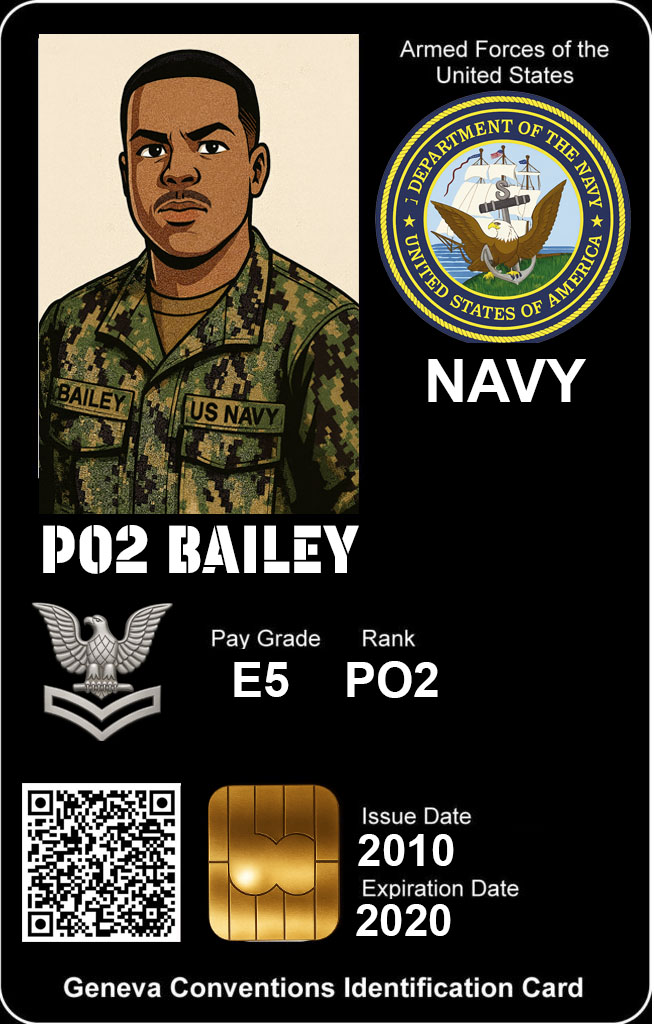 Armed Forces of the
United States
DEPARTMENT OF THE NAVY
UNITED STATES OF AMERICA
NAVY
BAILEY
US NAVY
PO2 BAILEY
Pay Grade
Rank
E5
PO2
Issue Date
2010
Expiration Date
2020
Geneva Conventions Identification Card